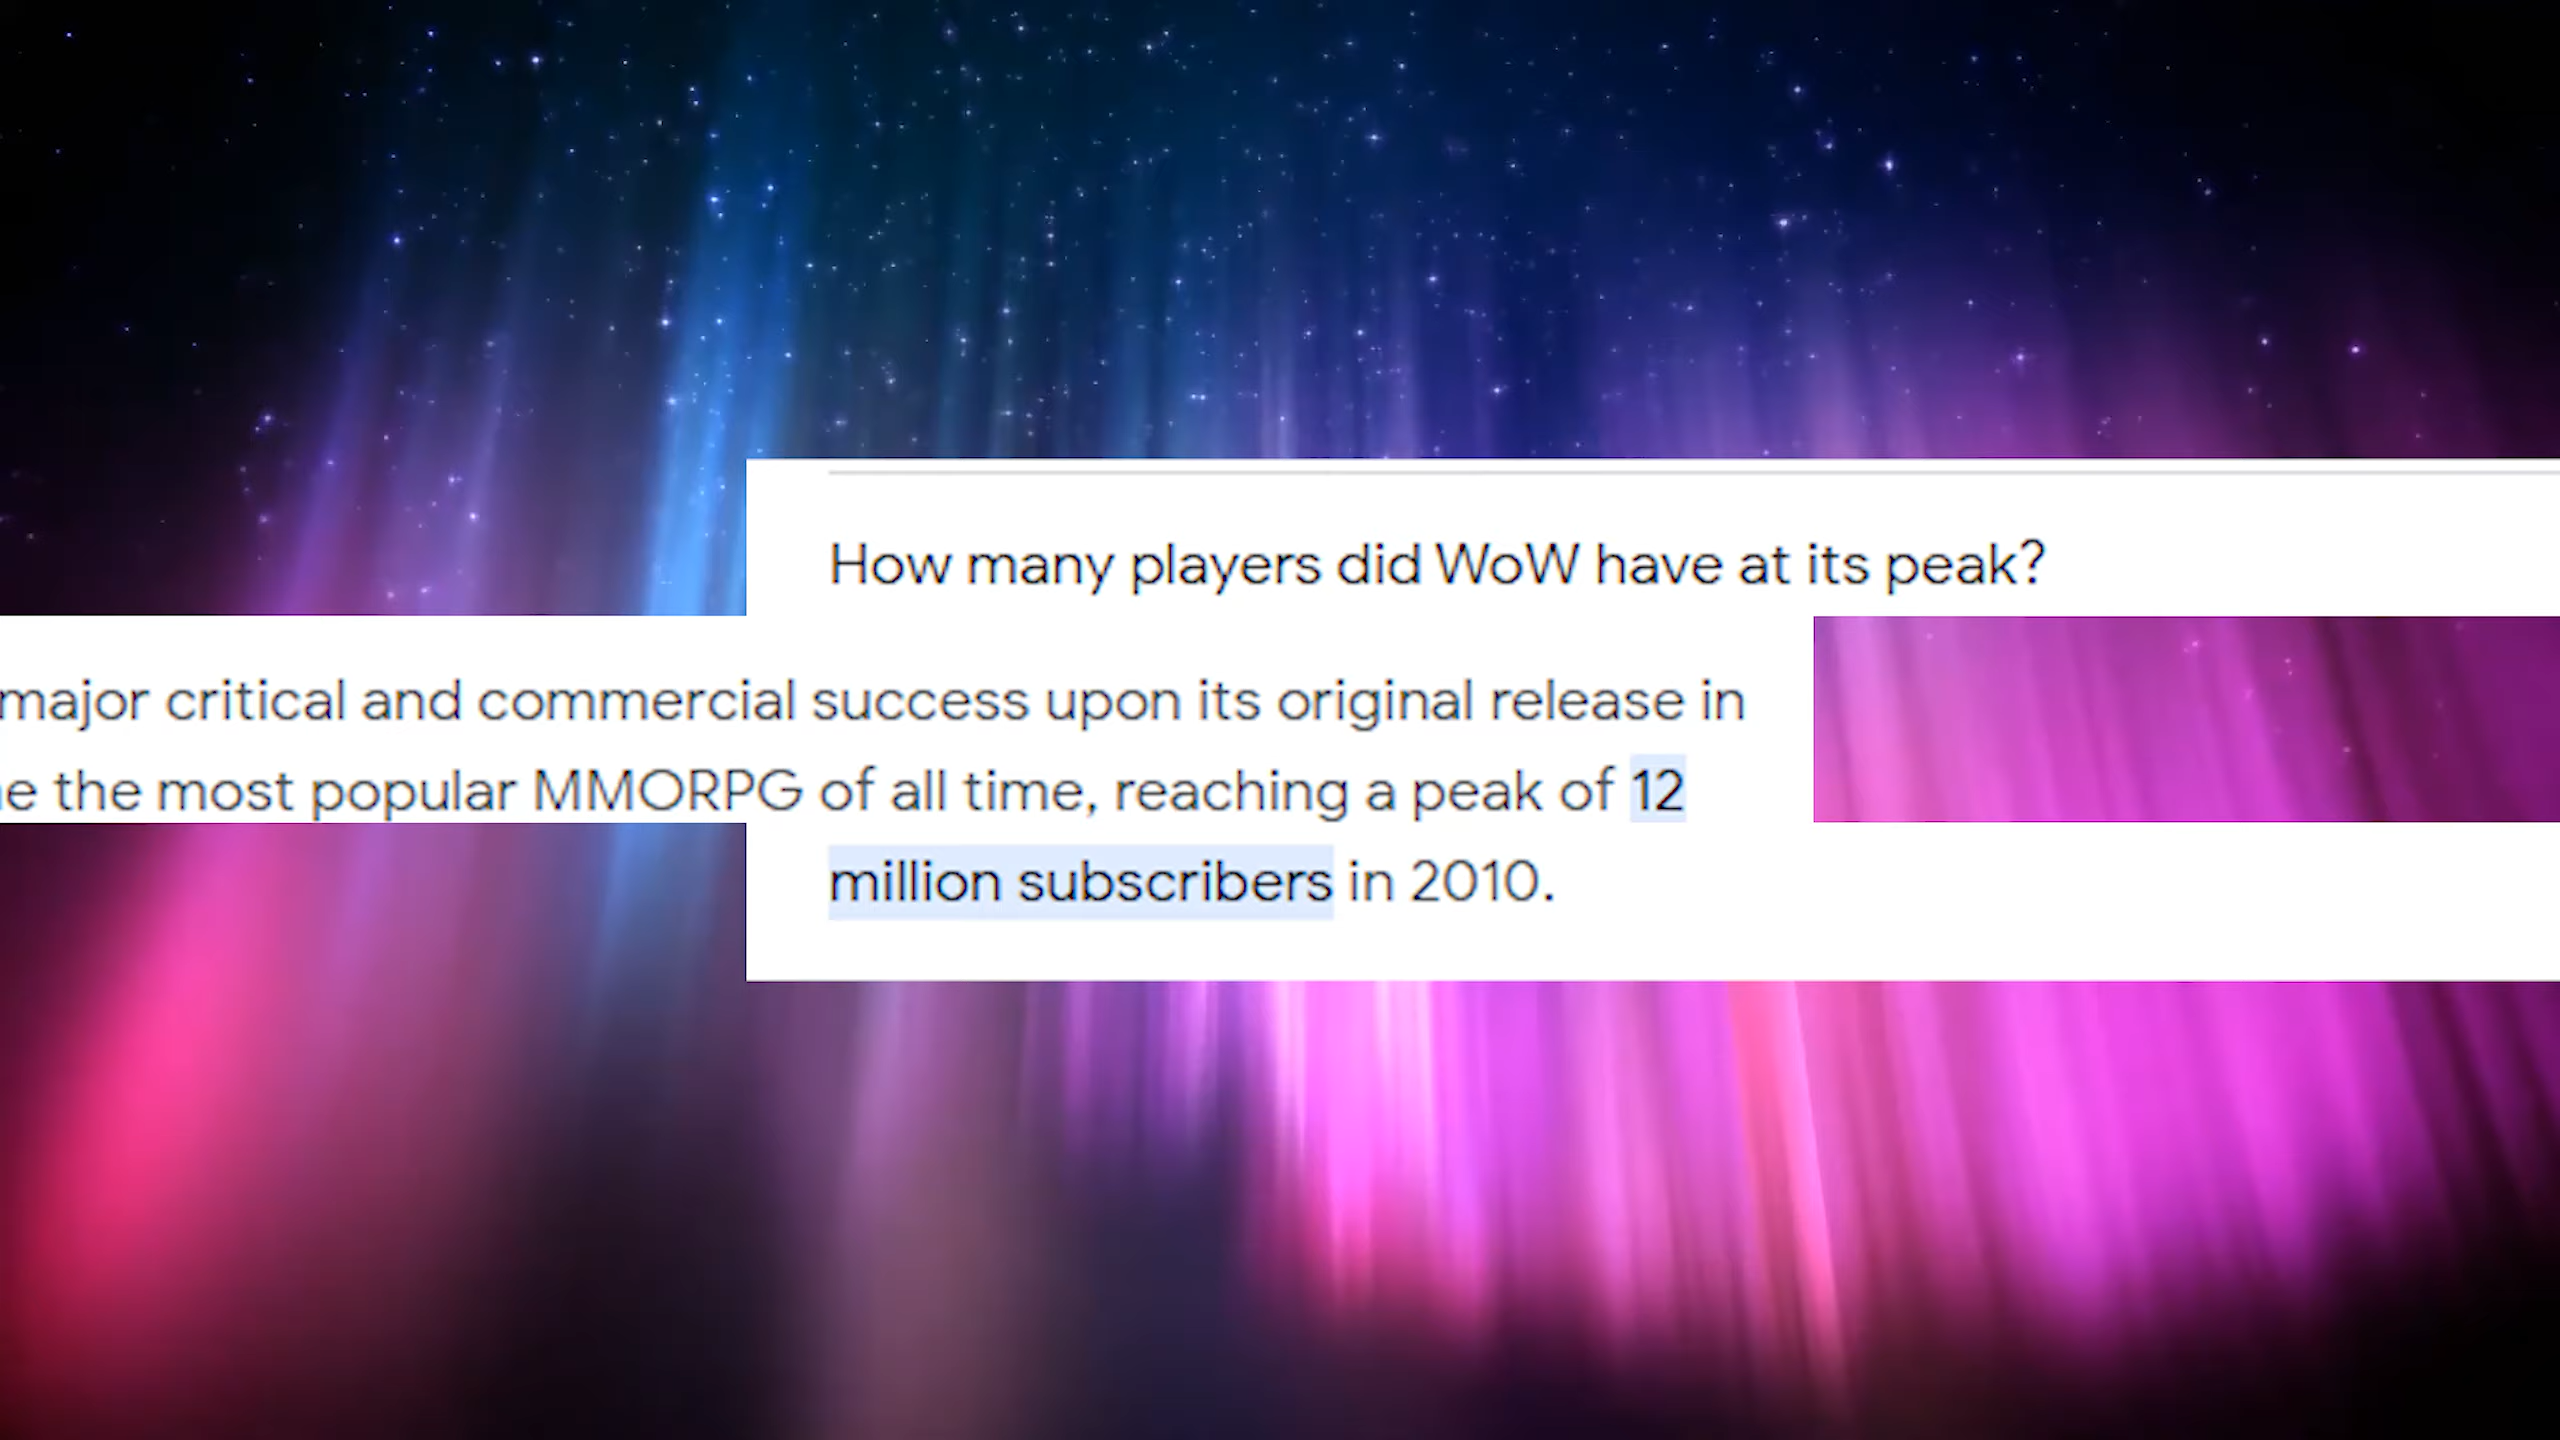 How many players did WoW have at its peak?
major critical and commercial success upon its original release in
the most popular MMORPG of all time, reaching a peak of 12
million subscribers in 2010.